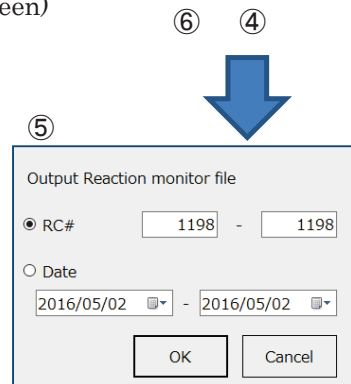 een)
⑥ ④
⑤
Output Reaction monitor file
RC# 1198 - 1198
Date
2016/05/02 - 2016/05/02
OK Cancel